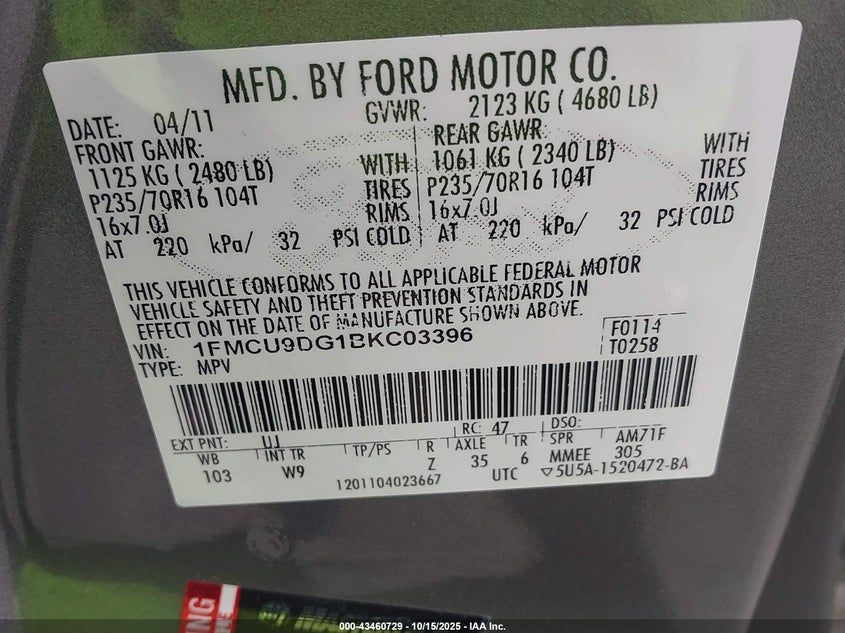 MFD. BY FORD MOTOR CO.
DATE: 04/11 GVWR: 2123 KG ( 4680 LB)
FRONT GAWR: REAR GAWR:
1125 KG ( 2480 LB) WITH 1061 KG ( 2340 LB) WITH
P235/70R16 104T TIRES P235/70R16 104T TIRES
16x7.0J RIMS 16x7.0J RIMS
AT 220 kPa/ 32 PSI COLD AT 220 kPa/ 32 PSI COLD
THIS VEHICLE CONFORMS TO ALL APPLICABLE FEDERAL MOTOR
VEHICLE SAFETY AND THEFT PREVENTION STANDARDS IN
EFFECT ON THE DATE OF MANUFACTURE SHOWN ABOVE.
VIN: 1FMCU9DG1BKC03396 F0114
TYPE: MPV T0258
EXT PNT: UJ RC: 47 DSO:
WB INT TR TP/PS R AXLE TR SPR AM71F
103 W9 Z 35 6 MMEE 305
1201104023667 UTC ▽5U5A-1520472-BA
000-43460729 - 10/15/2025 - IAA Inc.